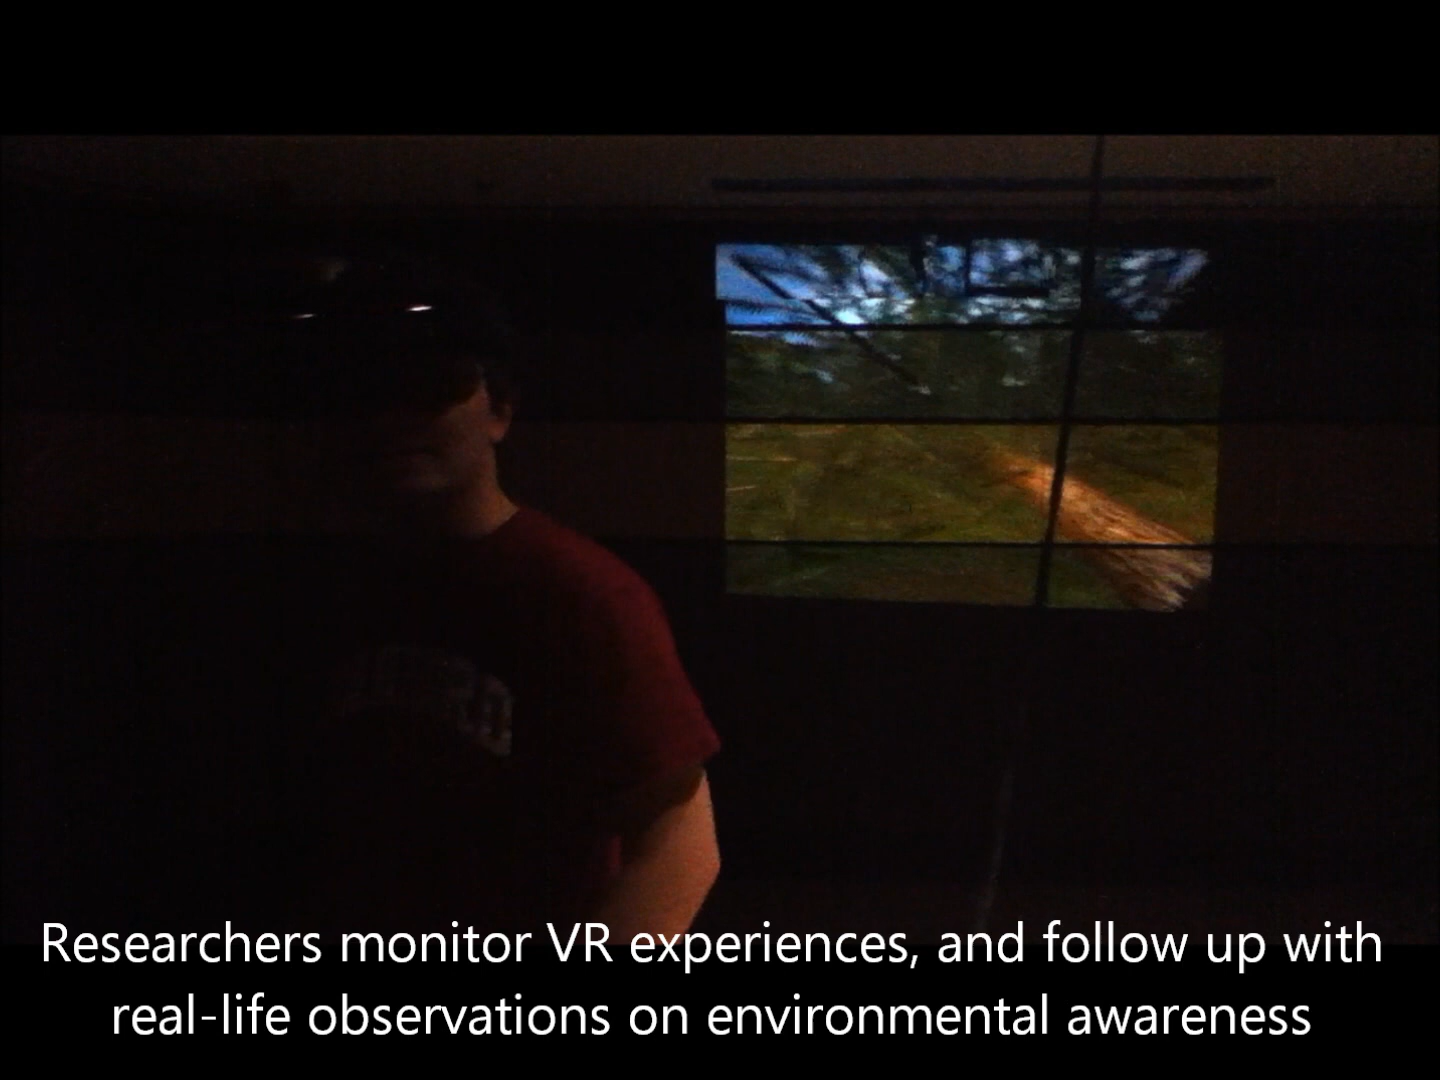 Researchers monitor VR experiences, and follow up with
real-life observations on environmental awareness